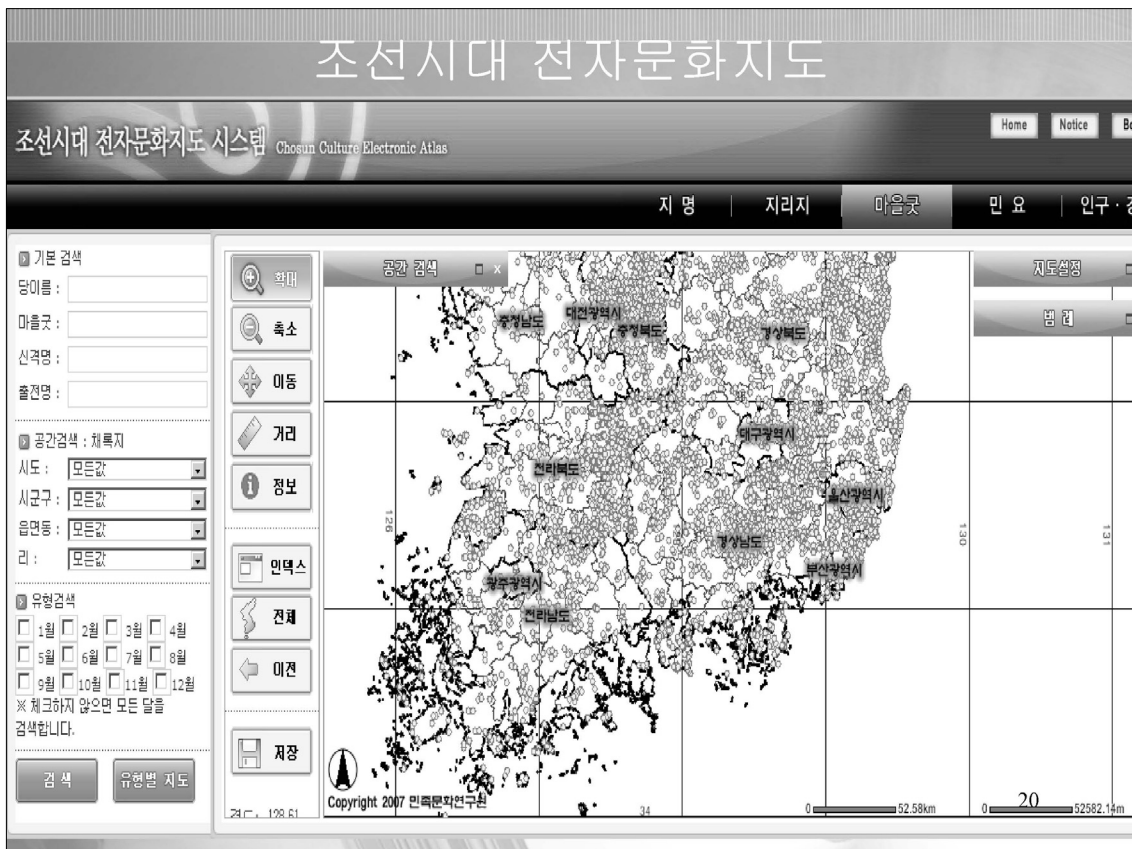 조선시대 전자문화지도
조선시대 전자문화지도 시스템 Chosun Culture Electronic Atlas
Home Notice
지 명 지리지 마을굿 민 요 인구 ·
기본 검색
당이름 :
마을굿 :
신격명 :
출전명 :
공간검색 : 채록지
시도 : 모든값
시군구 : 모든값
읍면동 : 모든값
리 : 모든값
유형검색
1월 2월 3월 4월
5월 6월 7월 8월
9월 10월 11월 12월
※ 체크하지 않으면 모든 달을
검색합니다.
검 색 유형별 지도
확대
축소
이동
거리
정보
인덱스
전체
이전
저장
경도: 128.61
공간 검색 x
지도설정
범 례
충청남도
대전광역시
충청북도
경상북도
대구광역시
전라북도
울산광역시
경상남도
부산광역시
광주광역시
전라남도
126
130
131
34
Copyright 2007 민족문화연구원
0 52.58km
0 52582.14m
20